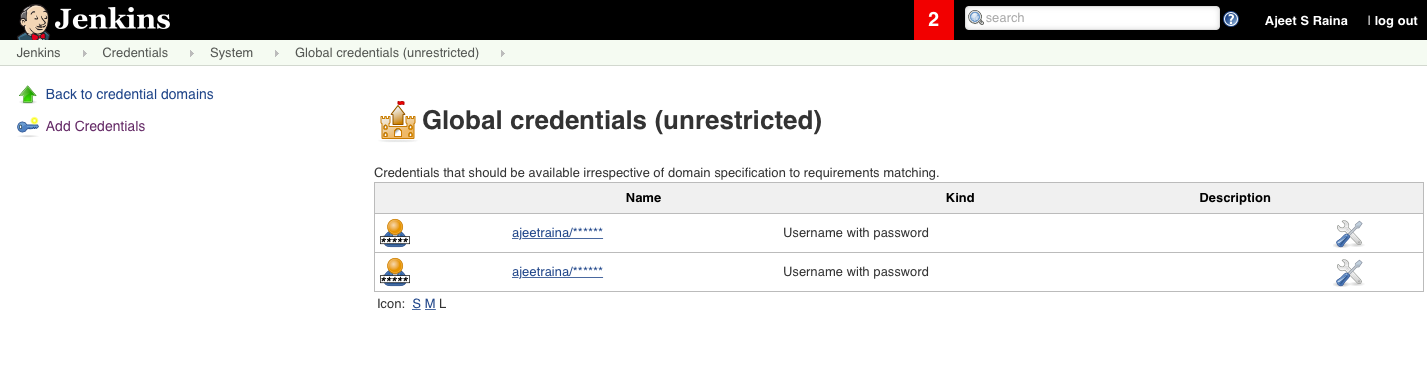 Jenkins
2
search
?
Ajeet S Raina
| log out
Jenkins
Credentials
System
Global credentials (unrestricted)
Back to credential domains
Add Credentials
Global credentials (unrestricted)
Credentials that should be available irrespective of domain specification to requirements matching.
Name Kind Description
***** ajeetraina/****** Username with password
***** ajeetraina/****** Username with password
Icon: S M L